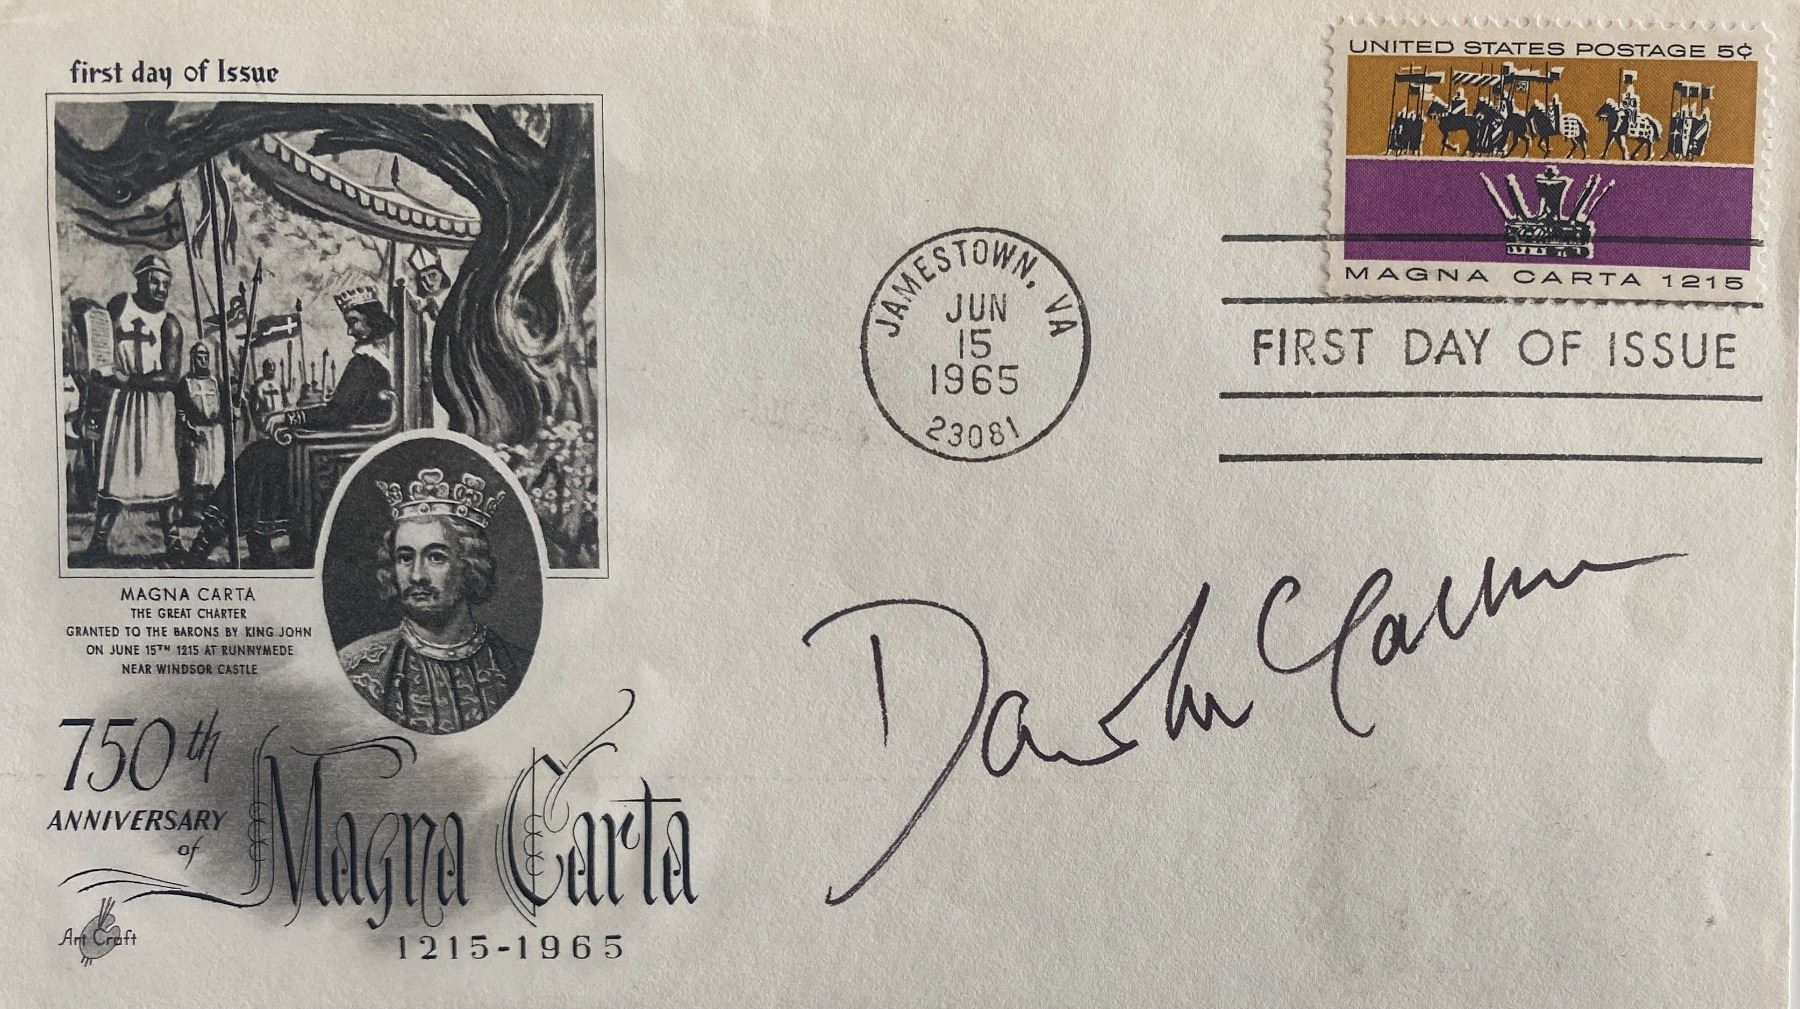 first day of Issue
UNITED STATES POSTAGE 5¢
MAGNA CARTA 1215
JAMESTOWN, VA
JUN
15
1965
23081
FIRST DAY OF ISSUE
MAGNA CARTA
THE GREAT CHARTER
GRANTED TO THE BARONS BY KING JOHN
ON JUNE 15TH 1215 AT RUNNYMEDE
NEAR WINDSOR CASTLE
750th
ANNIVERSARY
of
Magna Carta
1215-1965
Art Craft